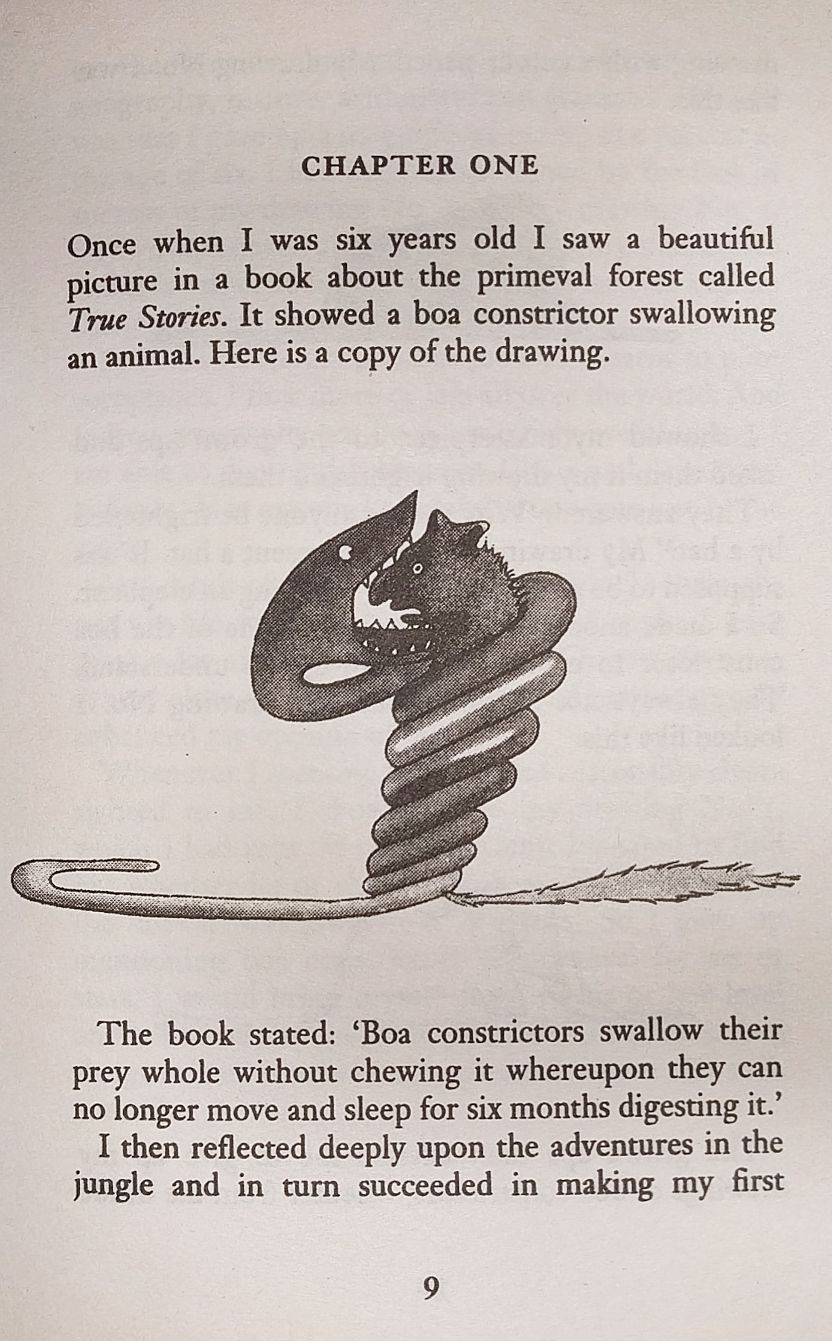 CHAPTER ONE
Once when I was six years old I saw a beautiful
picture in a book about the primeval forest called
True Stories. It showed a boa constrictor swallowing
an animal. Here is a copy of the drawing.
The book stated: ‘Boa constrictors swallow their
prey whole without chewing it whereupon they can
no longer move and sleep for six months digesting it.’
I then reflected deeply upon the adventures in the
jungle and in turn succeeded in making my first
9